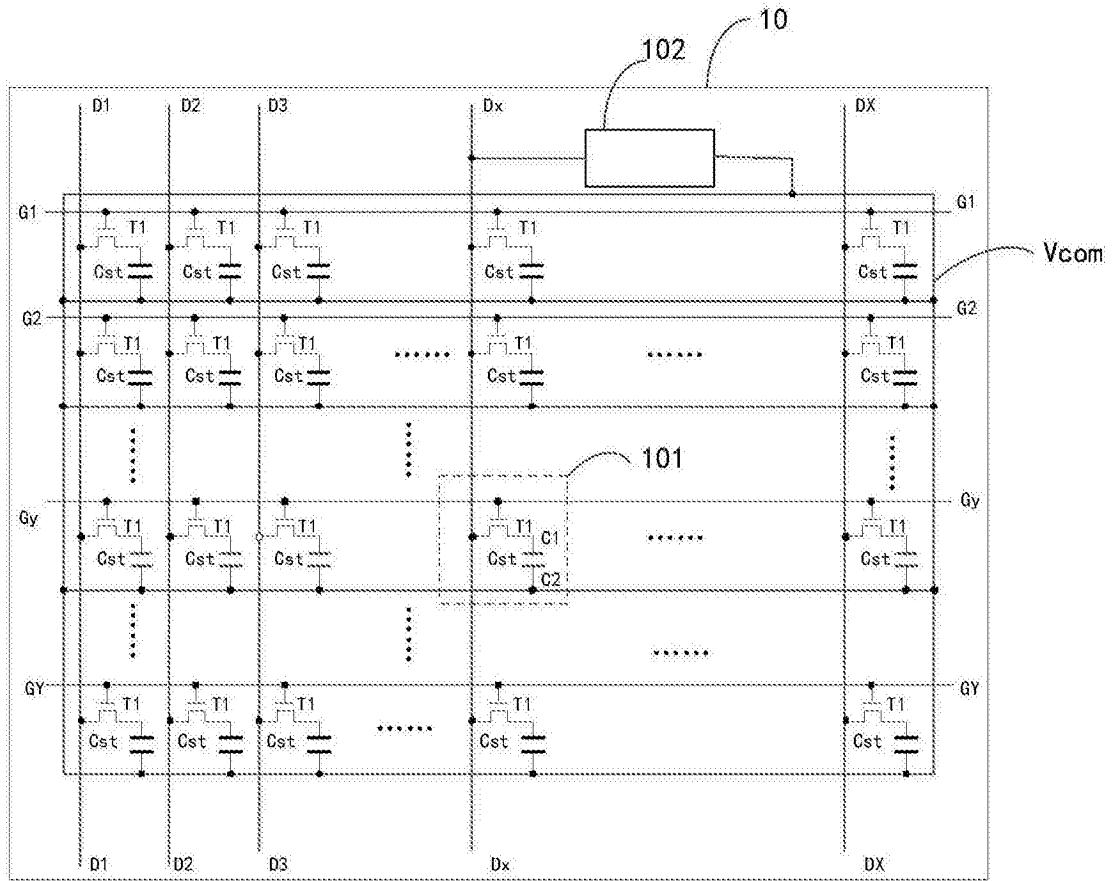 10
102
D1 D2 D3 Dx DX
G1 G1
T1 T1 T1 T1 T1
Vcom
Cst Cst Cst Cst Cst
G2 G2
T1 T1 T1 T1 T1
Cst Cst Cst Cst Cst
101
Gy Gy
T1 T1 T1 T1 C1 T1
Cst Cst Cst Cst Cst
C2
GY GY
T1 T1 T1 T1 T1
Cst Cst Cst Cst Cst
D1 D2 D3 Dx DX